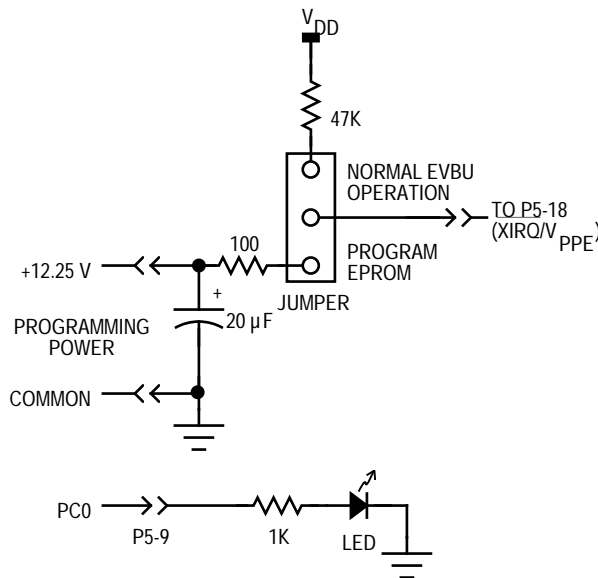 VDD
47K
NORMAL EVBU
OPERATION
TO P5-18
(XIRQ/VPPE)
100
PROGRAM
EPROM
+12.25 V
JUMPER
+
20 µF
PROGRAMMING
POWER
COMMON
PC0
P5-9
1K
LED